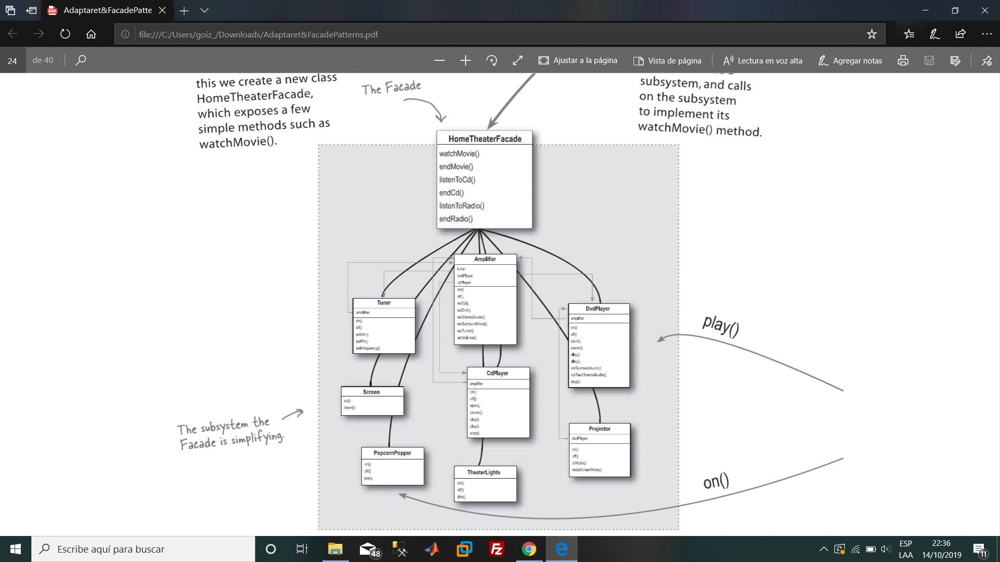 Adaptaret&FacadePatte
file:///C:/Users/goiz_/Downloads/Adaptaret&FacadePatterns.pdf
24 de 40
Ajustar a la página
Vista de página
Lectura en voz alta
Agregar notas
this we create a new class
HomeTheaterFacade,
which exposes a few
simple methods such as
watchMovie().
The Facade
subsystem, and calls
on the subsystem
to implement its
watchMovie() method.
HomeTheaterFacade
watchMovie()
endMovie()
listenToCd()
endCd()
listenToRadio()
endRadio()
Amplifier
tuner
dvdPlayer
cdPlayer
on()
off()
setCd()
setDvd()
setStereoSound()
setSurroundSoud()
setTuner()
setVolume()
Tuner
amplifier
on()
off()
setAm()
setFm()
setFrequency()
DvdPlayer
amplifier
on()
off()
eject()
pause()
play()
play()
setSurroundAudio()
setTwoChannelAudio()
stop()
play()
Screen
up()
down()
CdPlayer
amplifier
on()
off()
eject()
pause()
play()
play()
stop()
The subsystem the
Facade is simplifying.
Projector
dvdPlayer
on()
off()
tvMode()
wideScreenMode()
PopcornPopper
on()
off()
pop()
TheaterLights
on()
off()
dim()
on()
Escribe aquí para buscar
48
ESP
LAA
22:36
14/10/2019
11